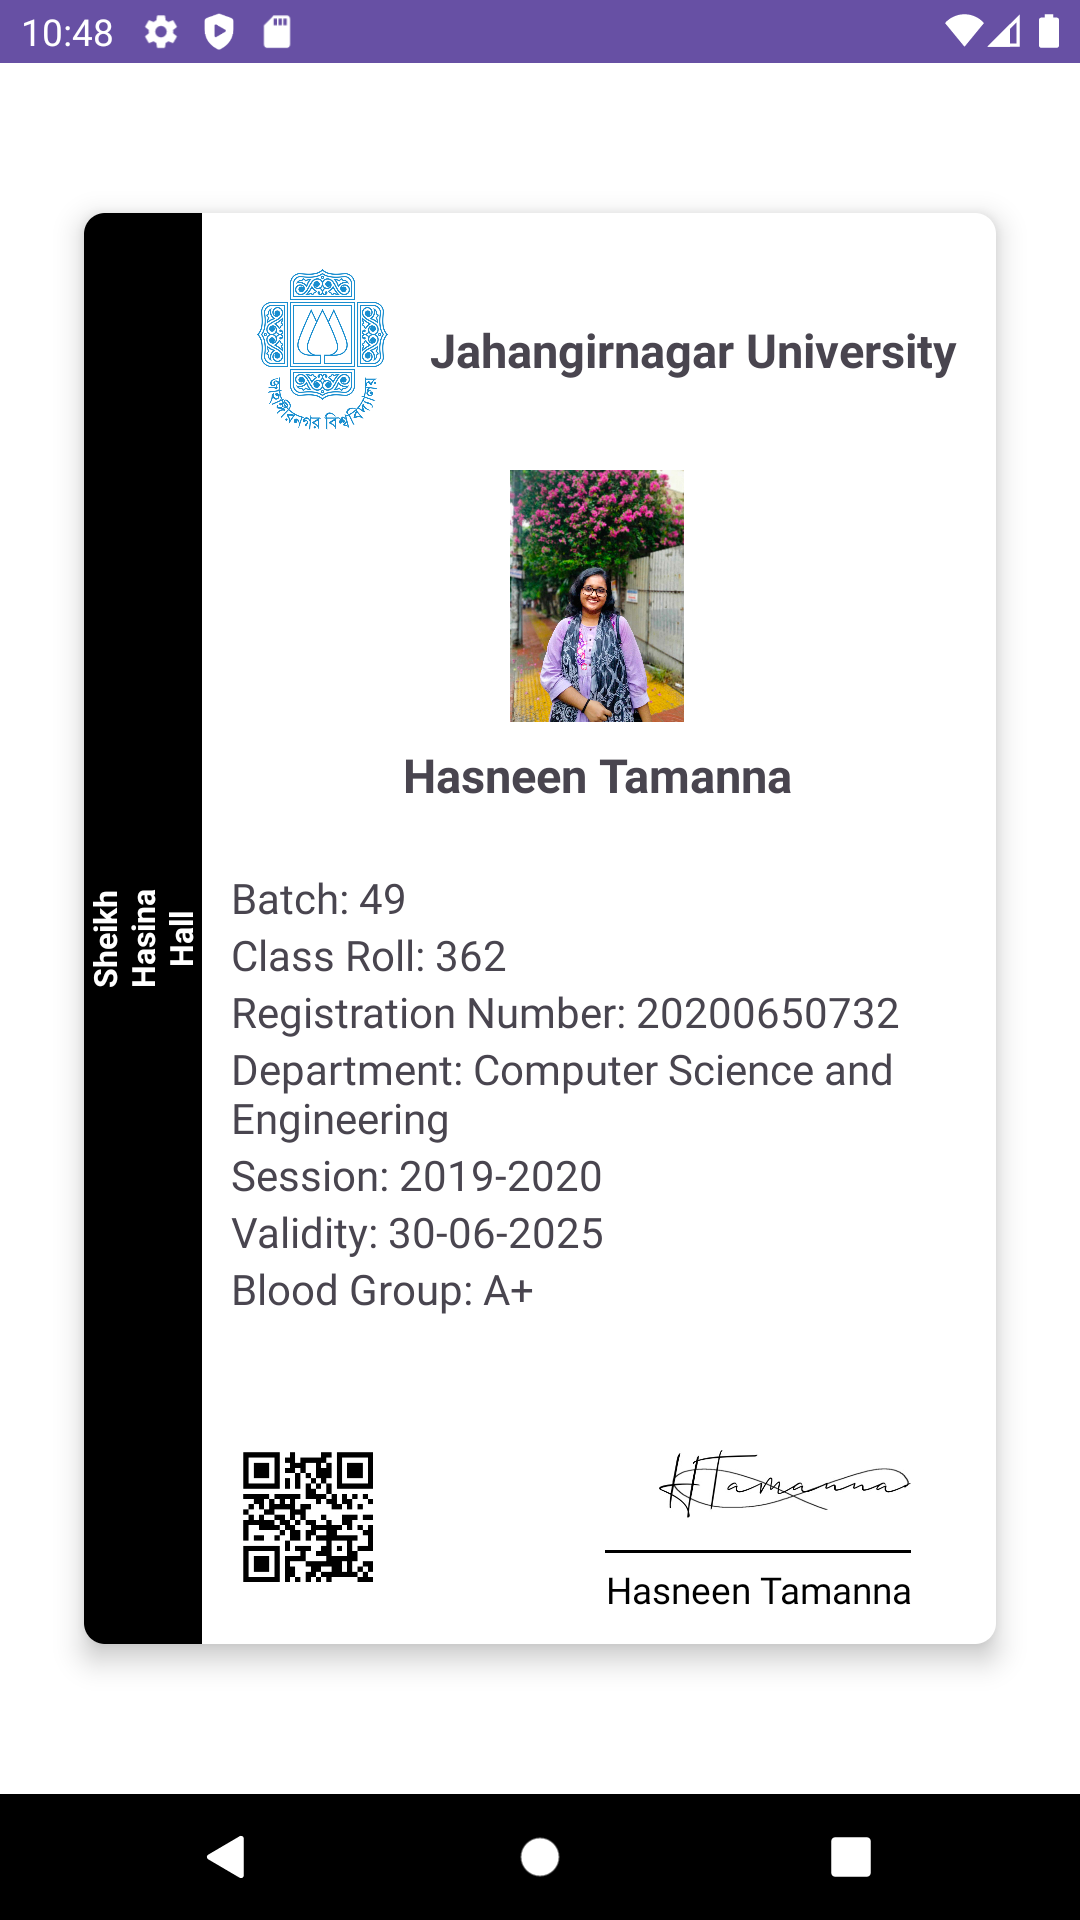 10:48
Jahangirnagar University
জাহাঙ্গীরনগর বিশ্ববিদ্যালয়
Hasneen Tamanna
Sheikh
Hasina
Hall
Batch: 49
Class Roll: 362
Registration Number: 20200650732
Department: Computer Science and
Engineering
Session: 2019-2020
Validity: 30-06-2025
Blood Group: A+
HTamanna
Hasneen Tamanna